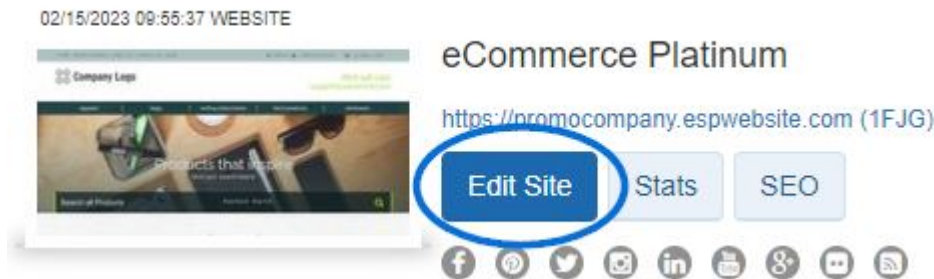 02/15/2023 09:55:37 WEBSITE
eCommerce Platinum
https://promocompany.espwebsite.com (1FJG)
Company Logo
Products that inspire
Search all Products
Edit Site
Stats
SEO